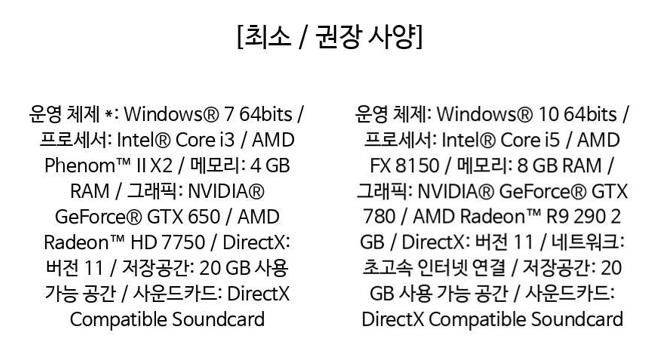 [최소 / 권장 사양]
운영 체제 *: Windows® 7 64bits /
프로세서: Intel® Core i3 / AMD
Phenom™ II X2 / 메모리: 4 GB
RAM / 그래픽: NVIDIA®
GeForce® GTX 650 / AMD
Radeon™ HD 7750 / DirectX:
버전 11 / 저장공간: 20 GB 사용
가능 공간 / 사운드카드: DirectX
Compatible Soundcard
운영 체제: Windows® 10 64bits /
프로세서: Intel® Core i5 / AMD
FX 8150 / 메모리: 8 GB RAM /
그래픽: NVIDIA® GeForce® GTX
780 / AMD Radeon™ R9 290 2
GB / DirectX: 버전 11 / 네트워크:
초고속 인터넷 연결 / 저장공간: 20
GB 사용 가능 공간 / 사운드카드:
DirectX Compatible Soundcard